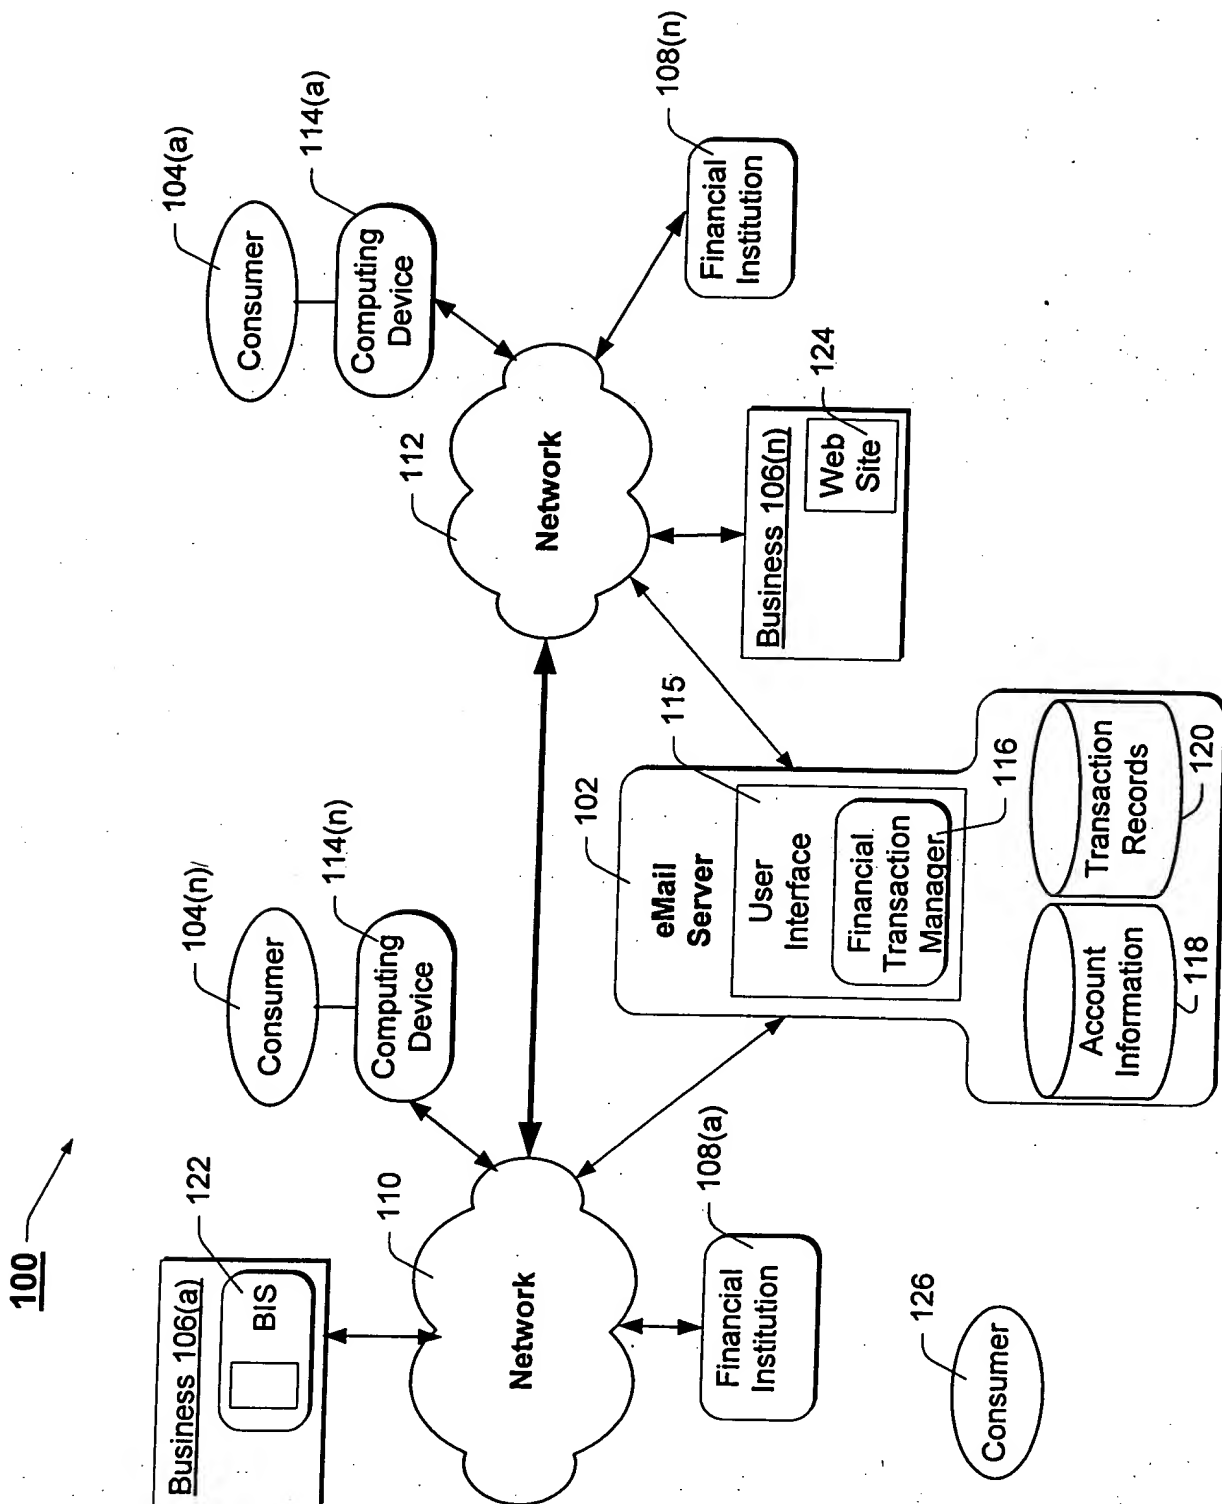 100
Business 106(a)
BIS
122
Network
110
Financial
Institution
108(a)
Consumer
126
Consumer
104(n)
Computing
Device
114(n)
eMail
Server
102
User
Interface
115
Financial
Transaction
Manager
116
Account
Information
118
Transaction
Records
120
Network
112
Business 106(n)
Web
Site
124
Consumer
104(a)
Computing
Device
114(a)
Financial
Institution
108(n)